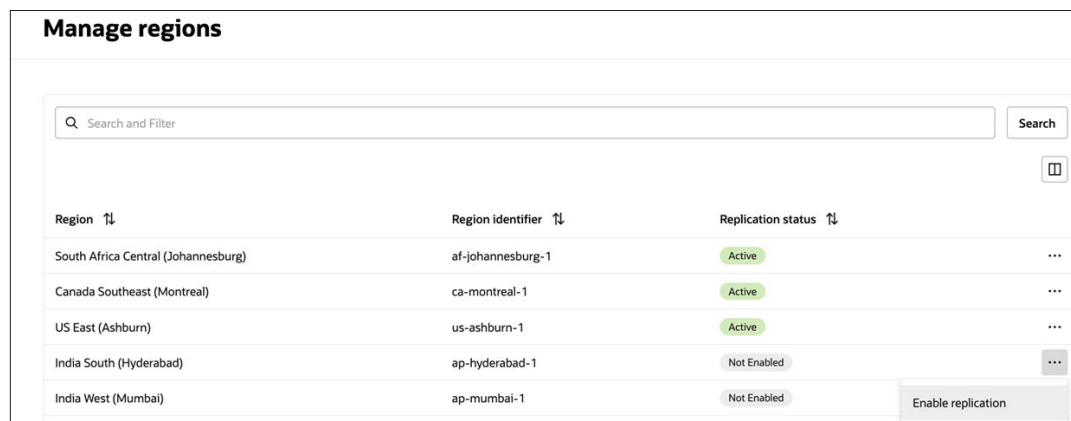 Manage regions
Search and Filter
Search
Region Region identifier Replication status
South Africa Central (Johannesburg) af-johannesburg-1 Active
Canada Southeast (Montreal) ca-montreal-1 Active
US East (Ashburn) us-ashburn-1 Active
India South (Hyderabad) ap-hyderabad-1 Not Enabled
India West (Mumbai) ap-mumbai-1 Not Enabled
Enable replication